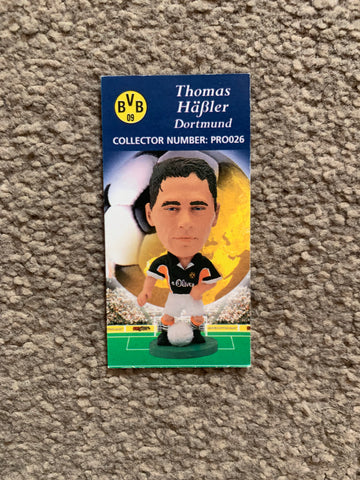 BVB
09
Thomas
Häßler
Dortmund
COLLECTOR NUMBER: PRO026
s.Oliver